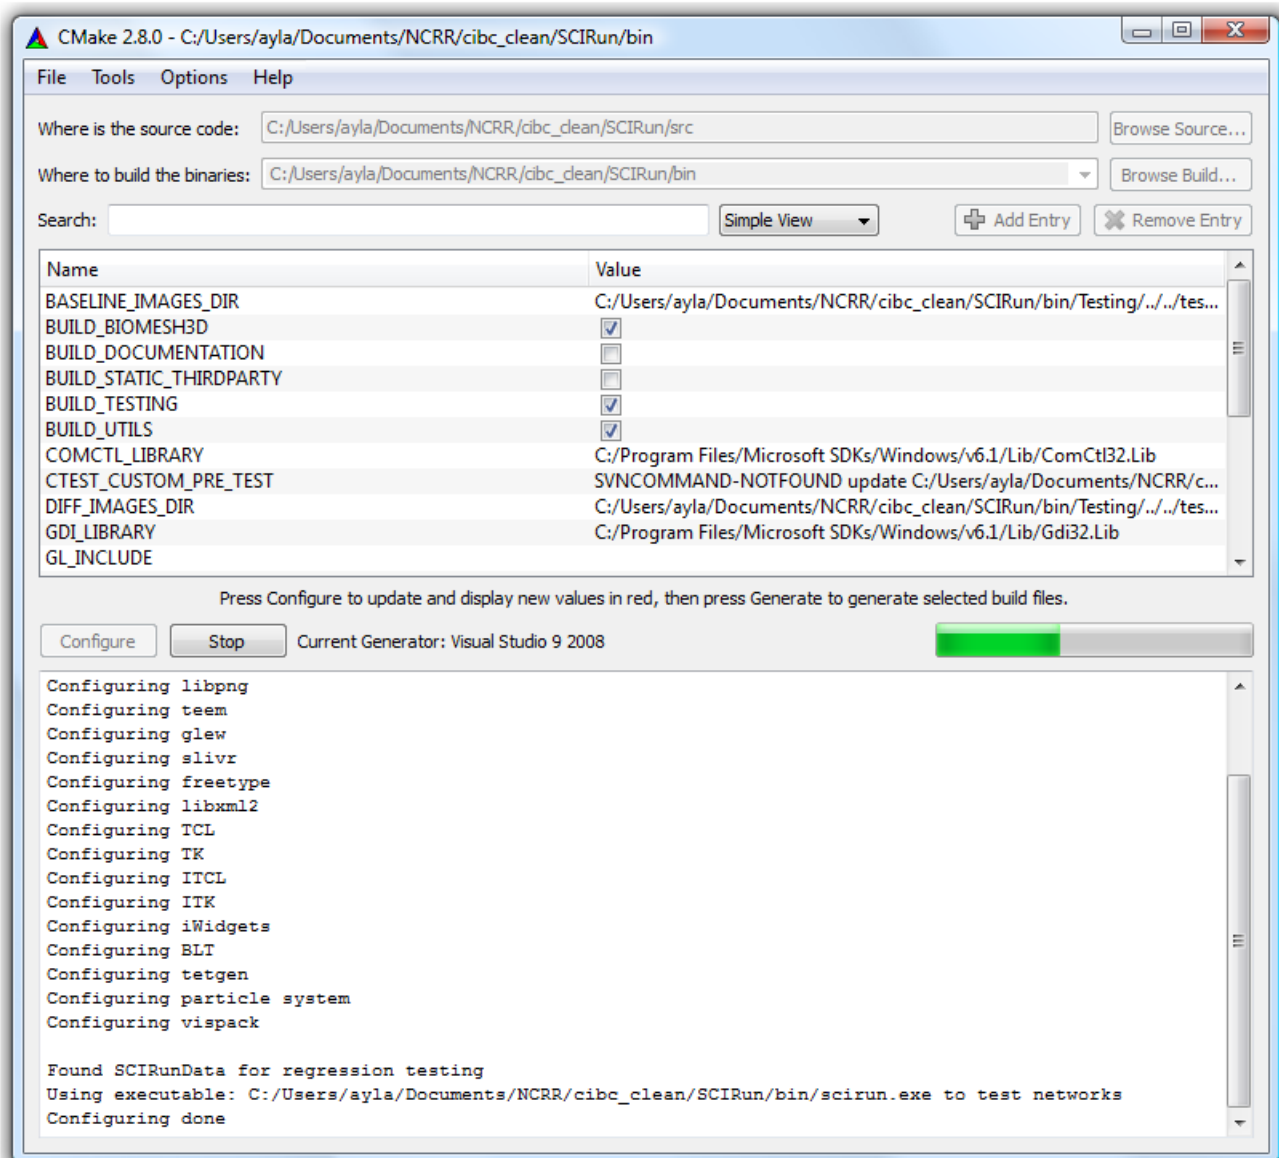 CMake 2.8.0 - C:/Users/ayla/Documents/NCRR/cibc_clean/SCIRun/bin
File Tools Options Help
Where is the source code: C:/Users/ayla/Documents/NCRR/cibc_clean/SCIRun/src Browse Source...
Where to build the binaries: C:/Users/ayla/Documents/NCRR/cibc_clean/SCIRun/bin Browse Build...
Search: Simple View Add Entry Remove Entry
Name Value
BASELINE_IMAGES_DIR C:/Users/ayla/Documents/NCRR/cibc_clean/SCIRun/bin/Testing/../../tes...
BUILD_BIOMESH3D
BUILD_DOCUMENTATION
BUILD_STATIC_THIRDPARTY
BUILD_TESTING
BUILD_UTILS
COMCTL_LIBRARY C:/Program Files/Microsoft SDKs/Windows/v6.1/Lib/ComCtl32.Lib
CTEST_CUSTOM_PRE_TEST SVNCOMMAND-NOTFOUND update C:/Users/ayla/Documents/NCRR/c...
DIFF_IMAGES_DIR C:/Users/ayla/Documents/NCRR/cibc_clean/SCIRun/bin/Testing/../../tes...
GDI_LIBRARY C:/Program Files/Microsoft SDKs/Windows/v6.1/Lib/Gdi32.Lib
GL_INCLUDE
Press Configure to update and display new values in red, then press Generate to generate selected build files.
Configure Stop Current Generator: Visual Studio 9 2008
Configuring libpng
Configuring teem
Configuring glew
Configuring slivr
Configuring freetype
Configuring libxml2
Configuring TCL
Configuring TK
Configuring ITCL
Configuring ITK
Configuring iWidgets
Configuring BLT
Configuring tetgen
Configuring particle system
Configuring vispack
Found SCIRunData for regression testing
Using executable: C:/Users/ayla/Documents/NCRR/cibc_clean/SCIRun/bin/scirun.exe to test networks
Configuring done